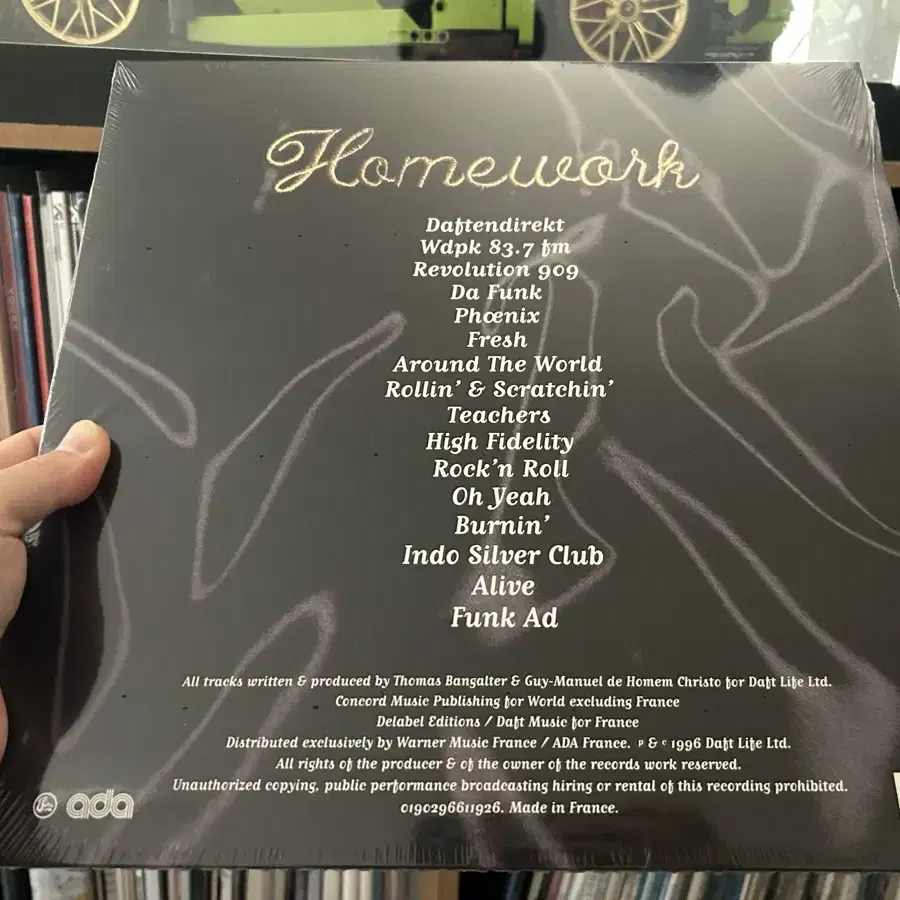 Homework
Daftendirekt
Wdpk 83.7 fm
Revolution 909
Da Funk
Phœnix
Fresh
Around The World
Rollin' & Scratchin'
Teachers
High Fidelity
Rock'n Roll
Oh Yeah
Burnin'
Indo Silver Club
Alive
Funk Ad
All tracks written & produced by Thomas Bangalter & Guy-Manuel de Homem Christo for Daft Life Ltd.
Concord Music Publishing for World excluding France
Delabel Editions / Daft Music for France
Distributed exclusively by Warner Music France / ADA France. ℗ & © 1996 Daft Life Ltd.
All rights of the producer & of the owner of the records work reserved.
Unauthorized copying, public performance broadcasting hiring or rental of this recording prohibited.
0190296611926. Made in France.
ada